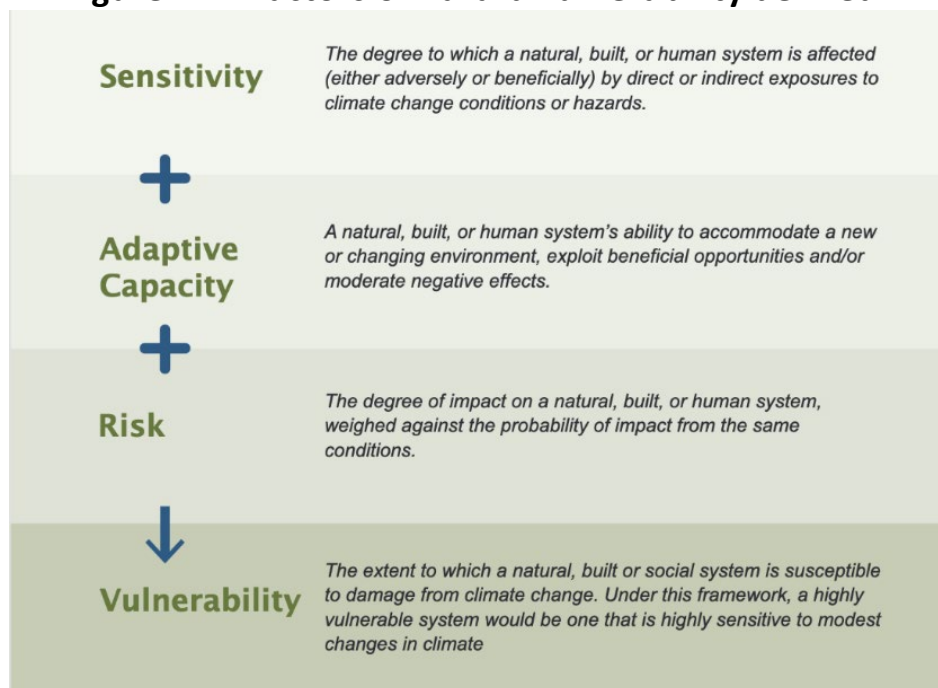 Sensitivity
The degree to which a natural, built, or human system is affected
(either adversely or beneficially) by direct or indirect exposures to
climate change conditions or hazards.
+
Adaptive
Capacity
A natural, built, or human system's ability to accommodate a new
or changing environment, exploit beneficial opportunities and/or
moderate negative effects.
+
Risk
The degree of impact on a natural, built, or human system,
weighed against the probability of impact from the same
conditions.
Vulnerability
The extent to which a natural, built or social system is susceptible
to damage from climate change. Under this framework, a highly
vulnerable system would be one that is highly sensitive to modest
changes in climate